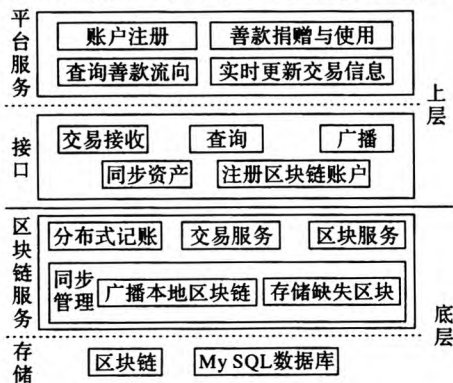 平台服务
账户注册
善款捐赠与使用
查询善款流向
实时更新交易信息
上层
接口
交易接收
查询
广播
同步资产
注册区块链账户
区块链服务
分布式记账
交易服务
区块服务
同步管理
广播本地区块链
存储缺失区块
底层
存储
区块链
My SQL数据库